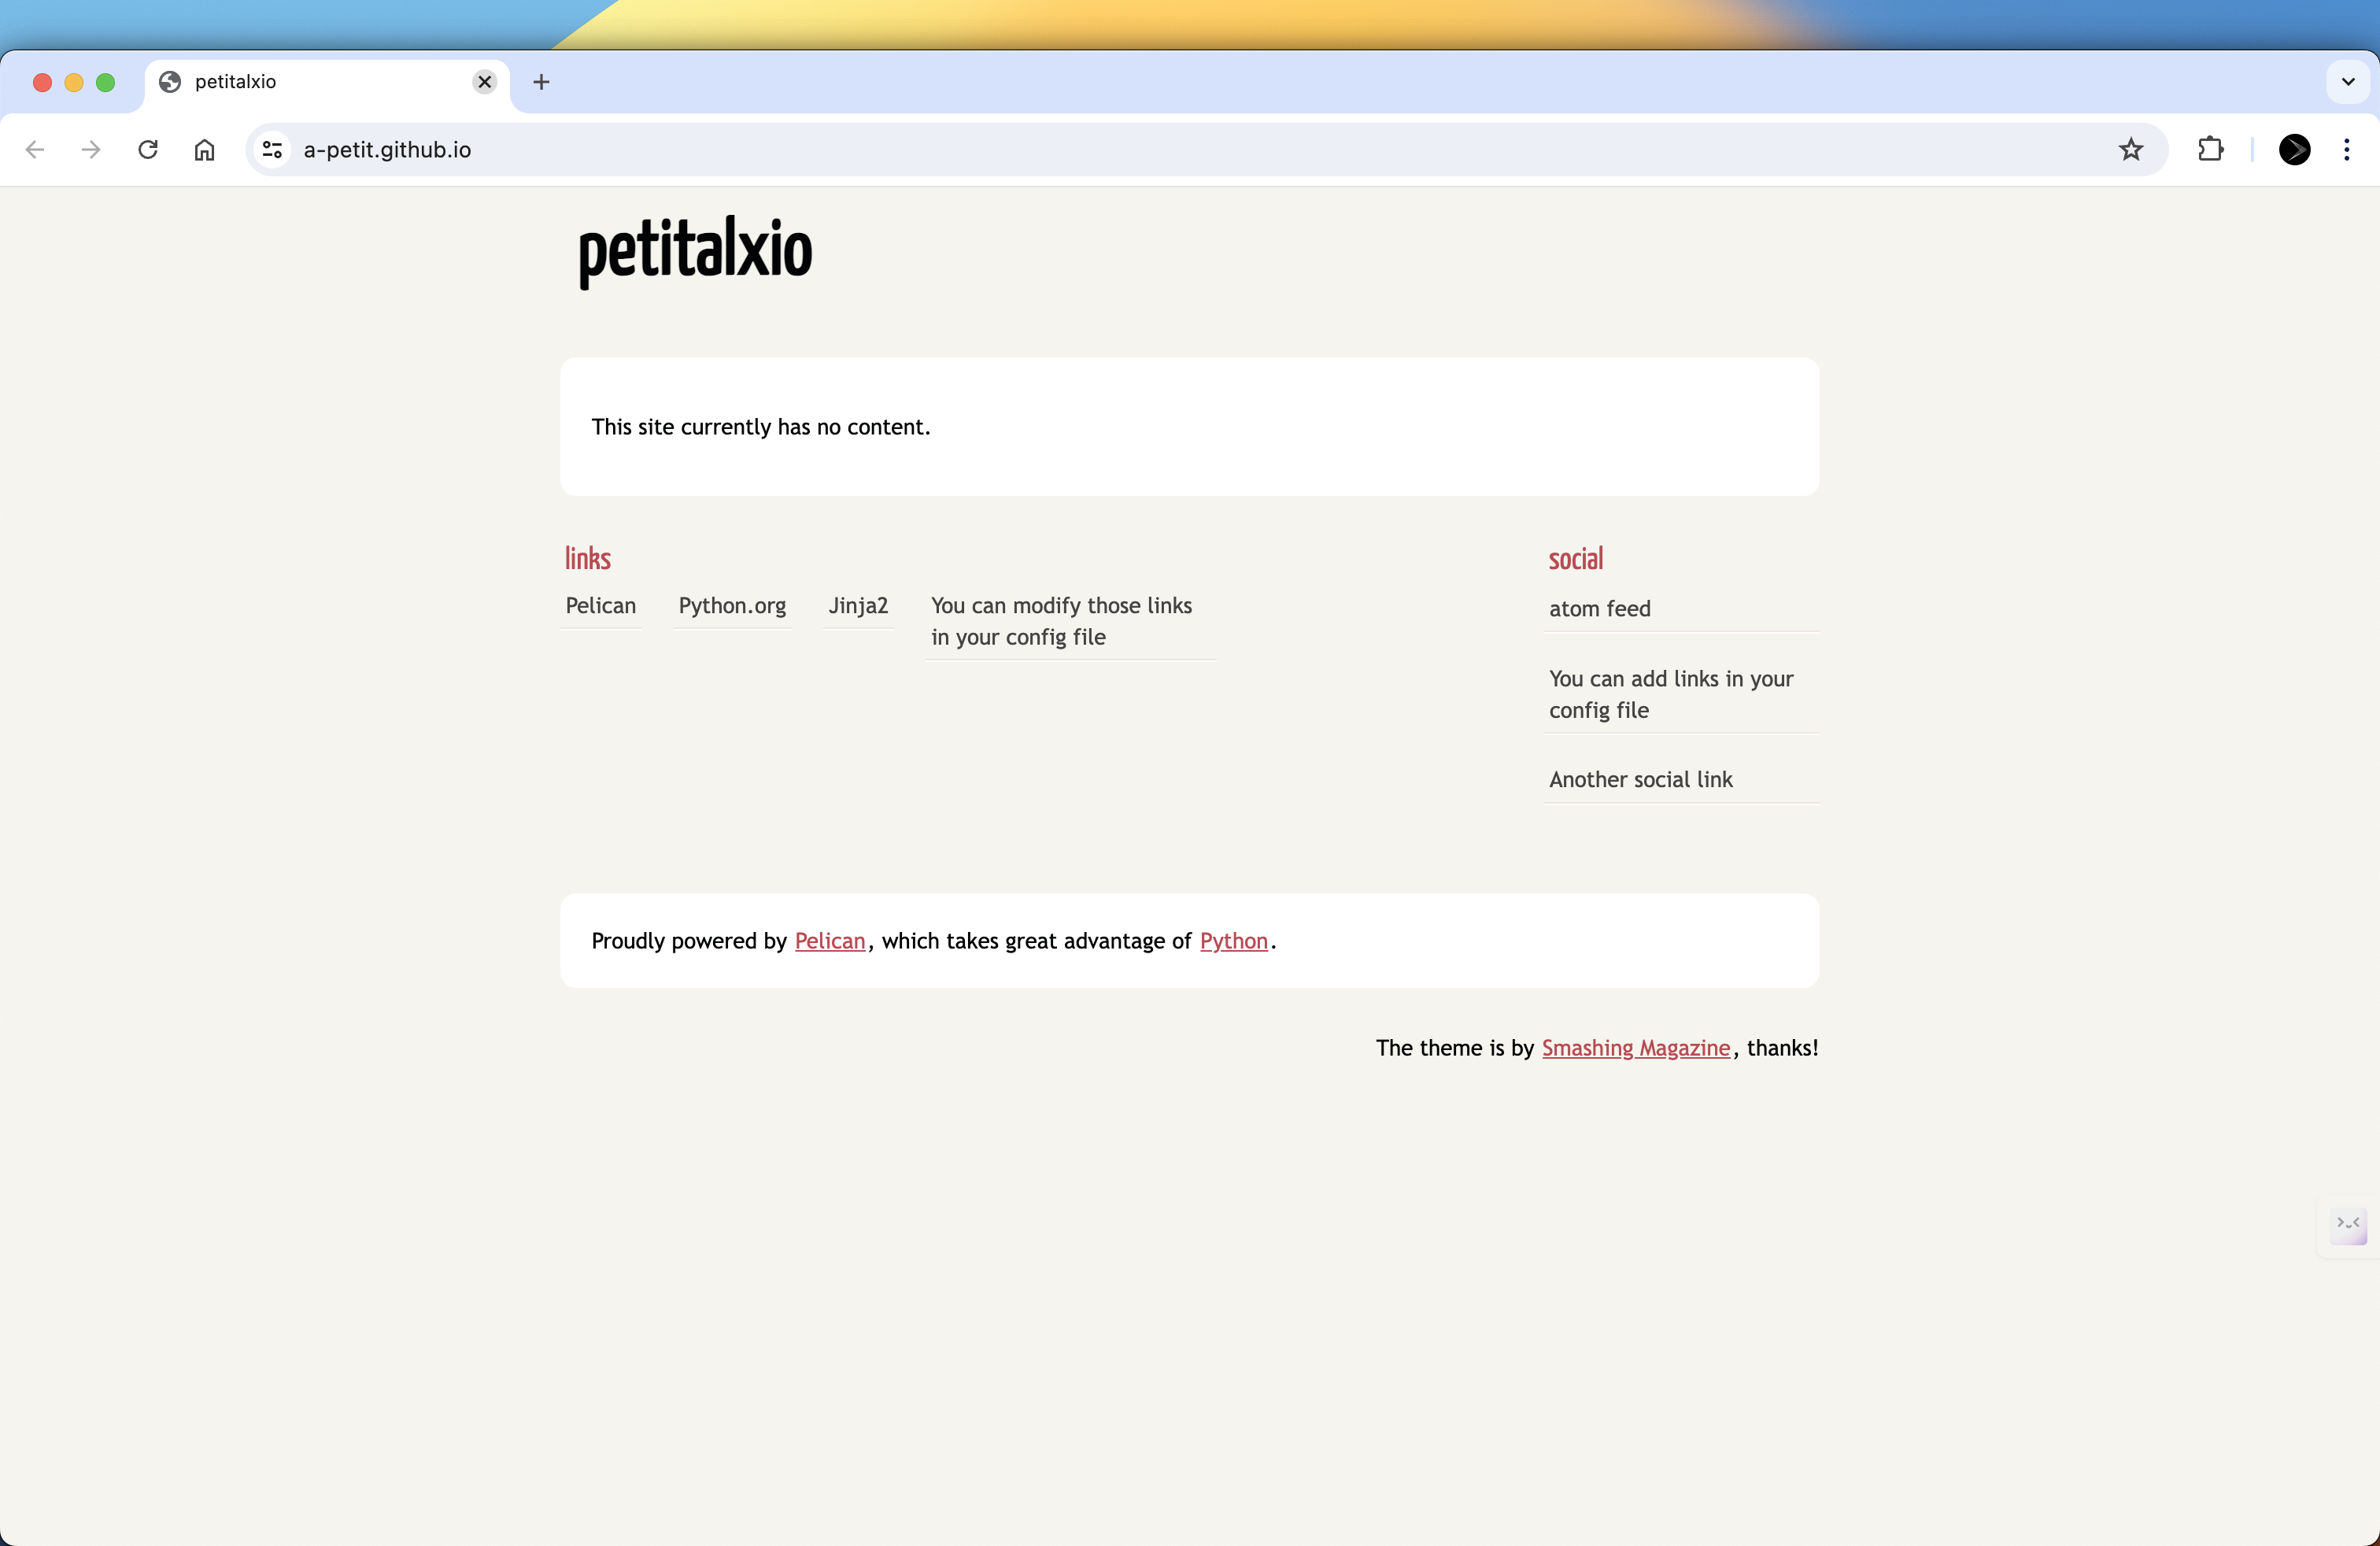 petitalxio
a-petit.github.io
petitalxio
This site currently has no content.
links
Pelican
Python.org
Jinja2
You can modify those links
in your config file
social
atom feed
You can add links in your
config file
Another social link
Proudly powered by Pelican, which takes great advantage of Python.
The theme is by Smashing Magazine, thanks!